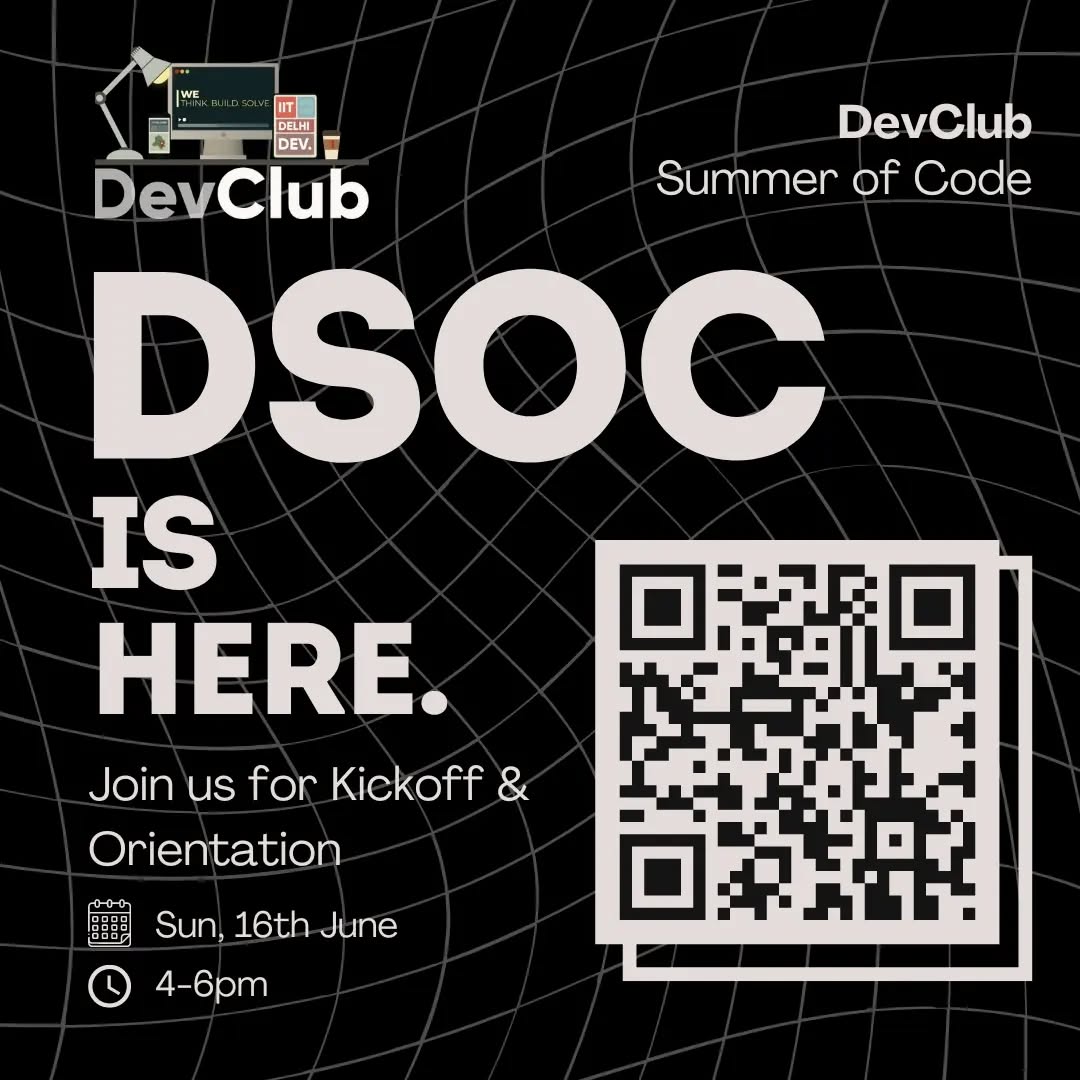 WE
THINK. BUILD. SOLVE
IIT
DELHI
DEV.
DevClub
DevClub
Summer of Code
DSOC
IS
HERE.
Join us for Kickoff &
Orientation
Sun, 16th June
4-6pm